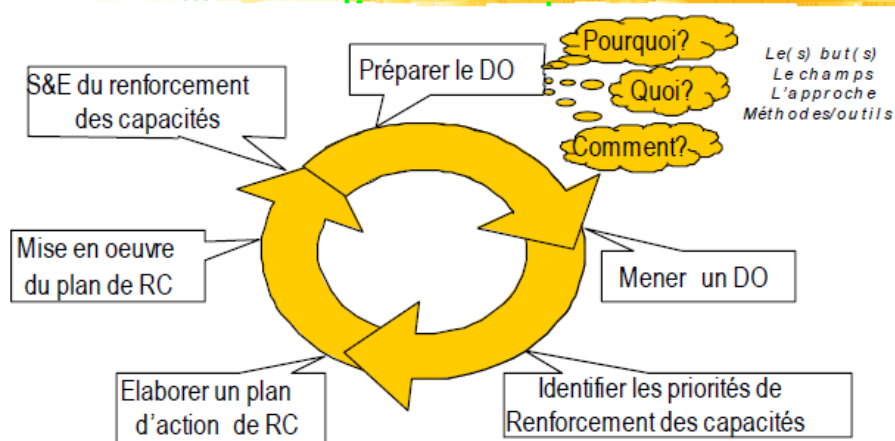 Préparer le DO
Pourquoi?
Quoi?
Comment?
Le(s) but(s)
Le champs
L'approche
Méthodes/outils
Mener un DO
Identifier les priorités de
Renforcement des capacités
Elaborer un plan
d'action de RC
Mise en oeuvre
du plan de RC
S&E du renforcement
des capacités